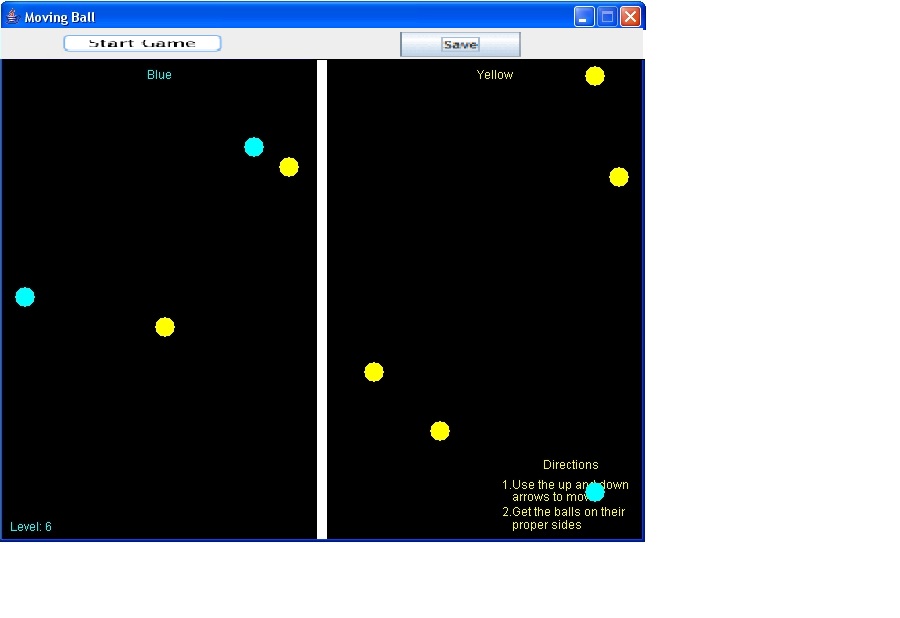 Moving Ball
Start Game
Save
Blue
Yellow
Directions
1.Use the up and down
arrows to move
2.Get the balls on their
proper sides
Level: 6